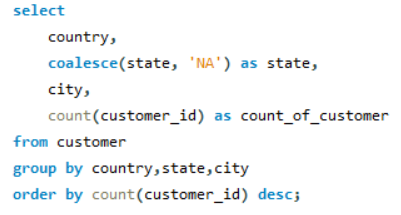 select
country,
coalesce(state, 'NA') as state,
city,
count(customer_id) as count_of_customer
from customer
group by country,state,city
order by count(customer_id) desc;